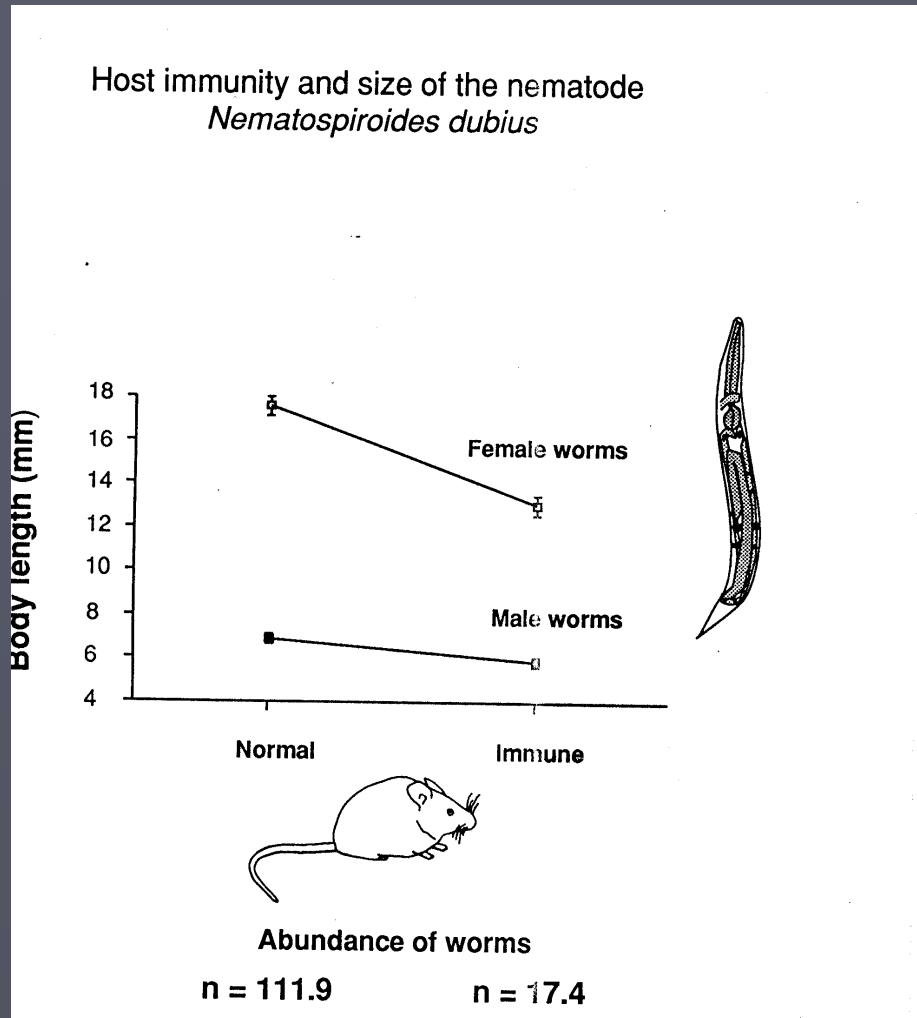 Host immunity and size of the nematode
Nematospiroides dubius
18
16
14
12
10
8
6
4
Body length (mm)
Female worms
Male worms
Normal
Immune
Abundance of worms
n = 111.9
n = 17.4